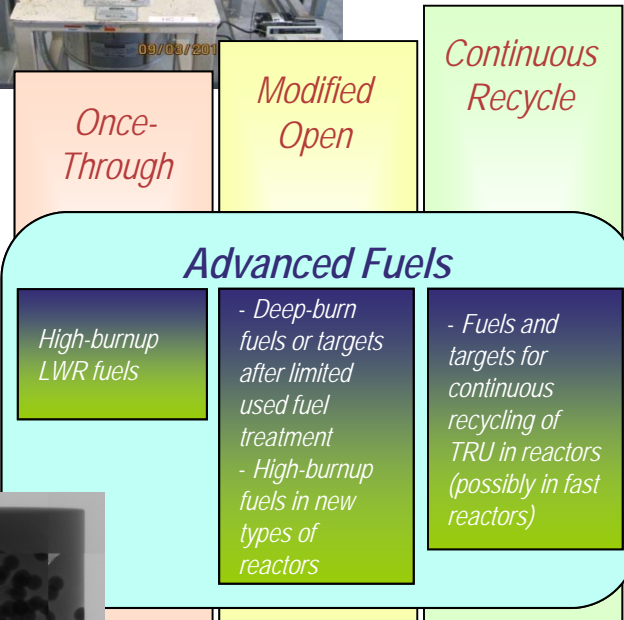 09/03/201
Once-
Through
Modified
Open
Continuous
Recycle
Advanced Fuels
High-burnup
LWR fuels
- Deep-burn
fuels or targets
after limited
used fuel
treatment
- High-burnup
fuels in new
types of
reactors
- Fuels and
targets for
continuous
recycling of
TRU in reactors
(possibly in fast
reactors)